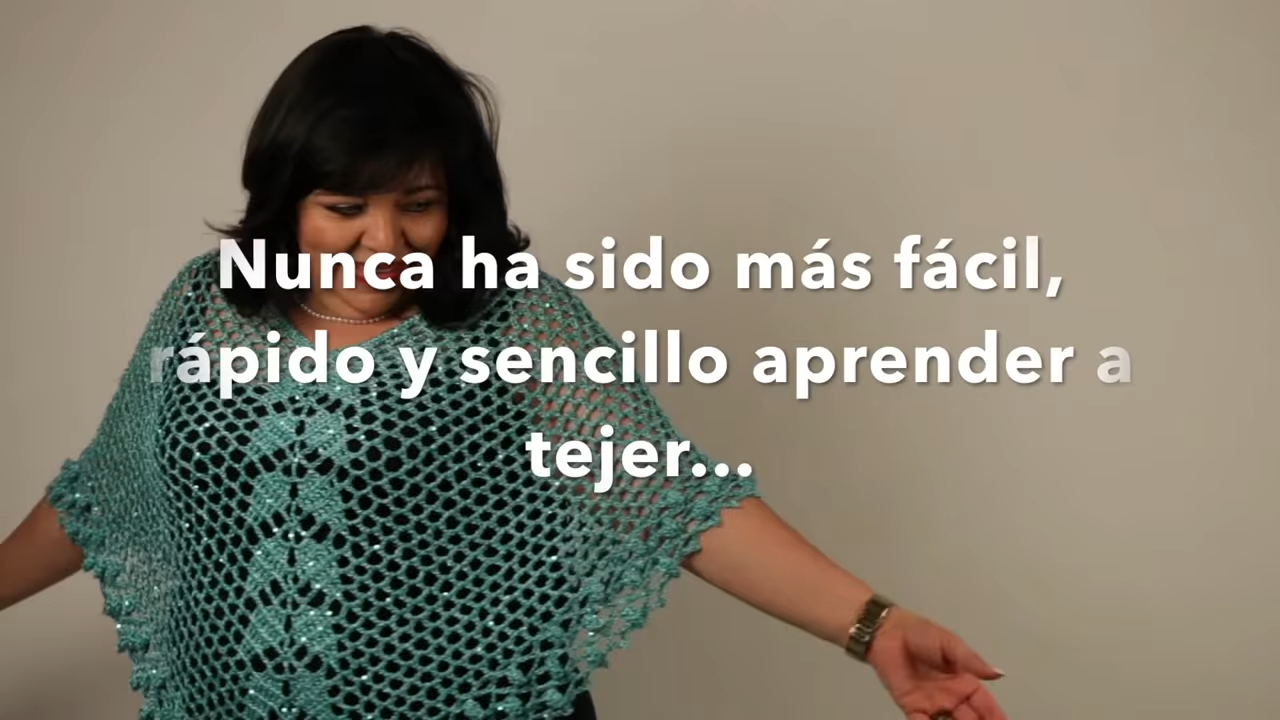 Nunca ha sido más fácil,
rápido y sencillo aprender a
tejer...